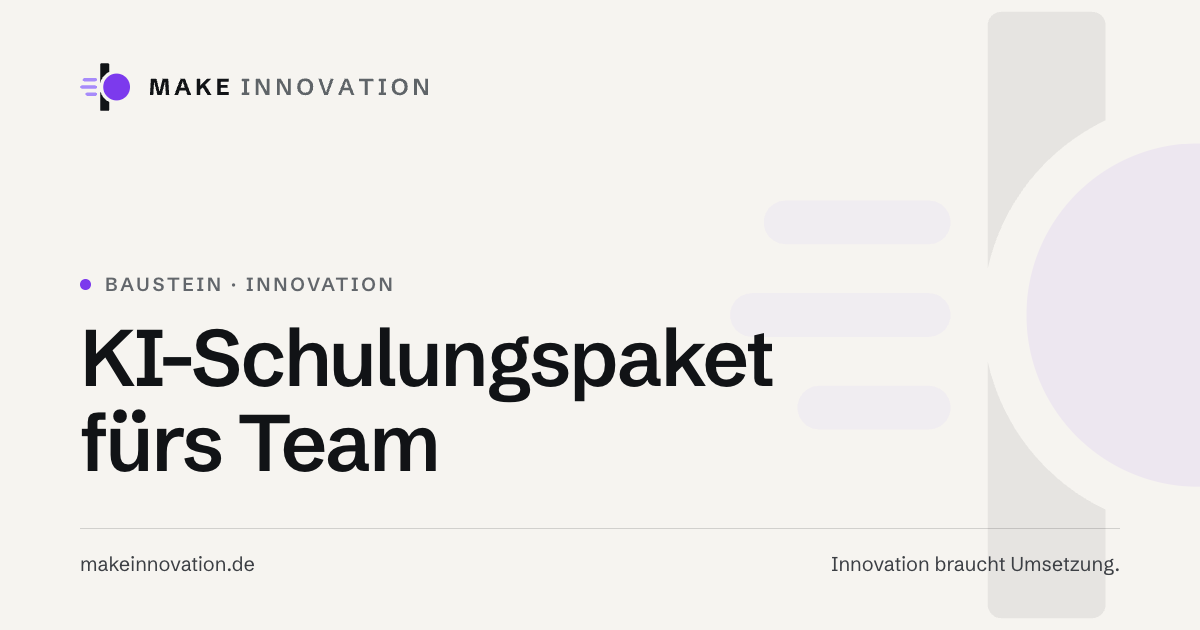 MAKE INNOVATION
BAUSTEIN · INNOVATION
KI-Schulungspaket
fürs Team
makeinnovation.de
Innovation braucht Umsetzung.